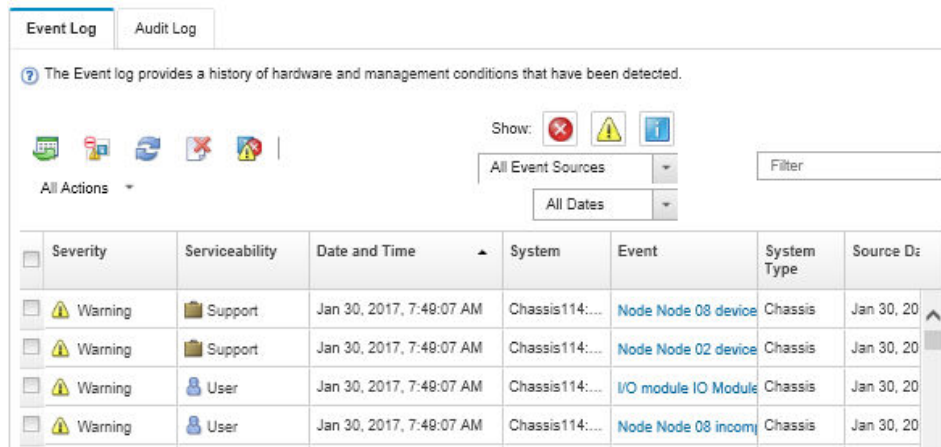 Event Log
Audit Log
The Event log provides a history of hardware and management conditions that have been detected.
Show:
All Event Sources
Filter
All Actions
All Dates
Severity Serviceability Date and Time System Event System Type Source Da
Warning Support Jan 30, 2017, 7:49:07 AM Chassis114:... Node Node 08 device Chassis Jan 30, 20
Warning Support Jan 30, 2017, 7:49:07 AM Chassis114:... Node Node 02 device Chassis Jan 30, 20
Warning User Jan 30, 2017, 7:49:07 AM Chassis114:... I/O module IO Module Chassis Jan 30, 20
Warning User Jan 30, 2017, 7:49:07 AM Chassis114:... Node Node 08 incom Chassis Jan 30, 20